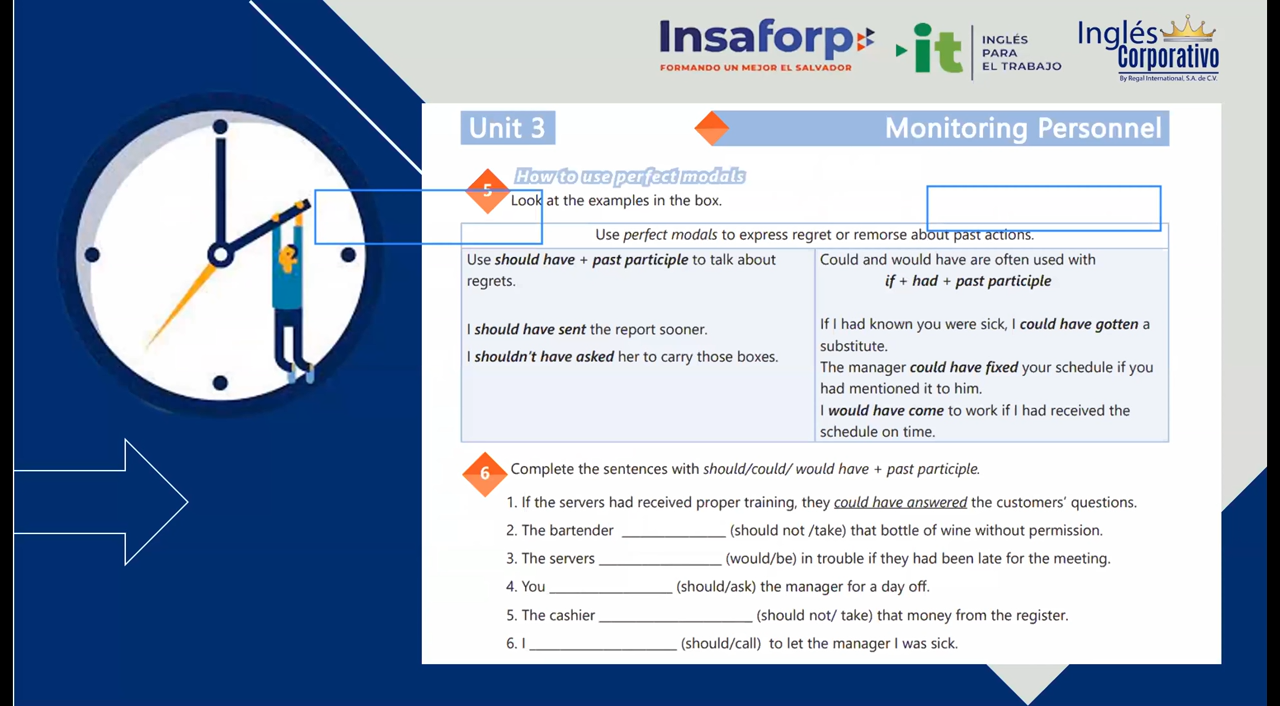 Insaforp
FORMANDO UN MEJOR EL SALVADOR
it
INGLÉS
PARA
EL TRABAJO
Inglés
Corporativo
By Regal International, S.A. de C.V.
Unit 3
Monitoring Personnel
5
How to use perfect modals
Look at the examples in the box.
Use perfect modals to express regret or remorse about past actions.
Use should have + past participle to talk about
regrets.
I should have sent the report sooner.
I shouldn't have asked her to carry those boxes.
Could and would have are often used with
if + had + past participle
If I had known you were sick, I could have gotten a
substitute.
The manager could have fixed your schedule if you
had mentioned it to him.
I would have come to work if I had received the
schedule on time.
6
Complete the sentences with should/could/ would have + past participle.
1. If the servers had received proper training, they could have answered the customers' questions.
2. The bartender _____________ (should not /take) that bottle of wine without permission.
3. The servers _______________ (would/be) in trouble if they had been late for the meeting.
4. You _______________ (should/ask) the manager for a day off.
5. The cashier ___________________ (should not/ take) that money from the register.
6. I __________________ (should/call) to let the manager I was sick.